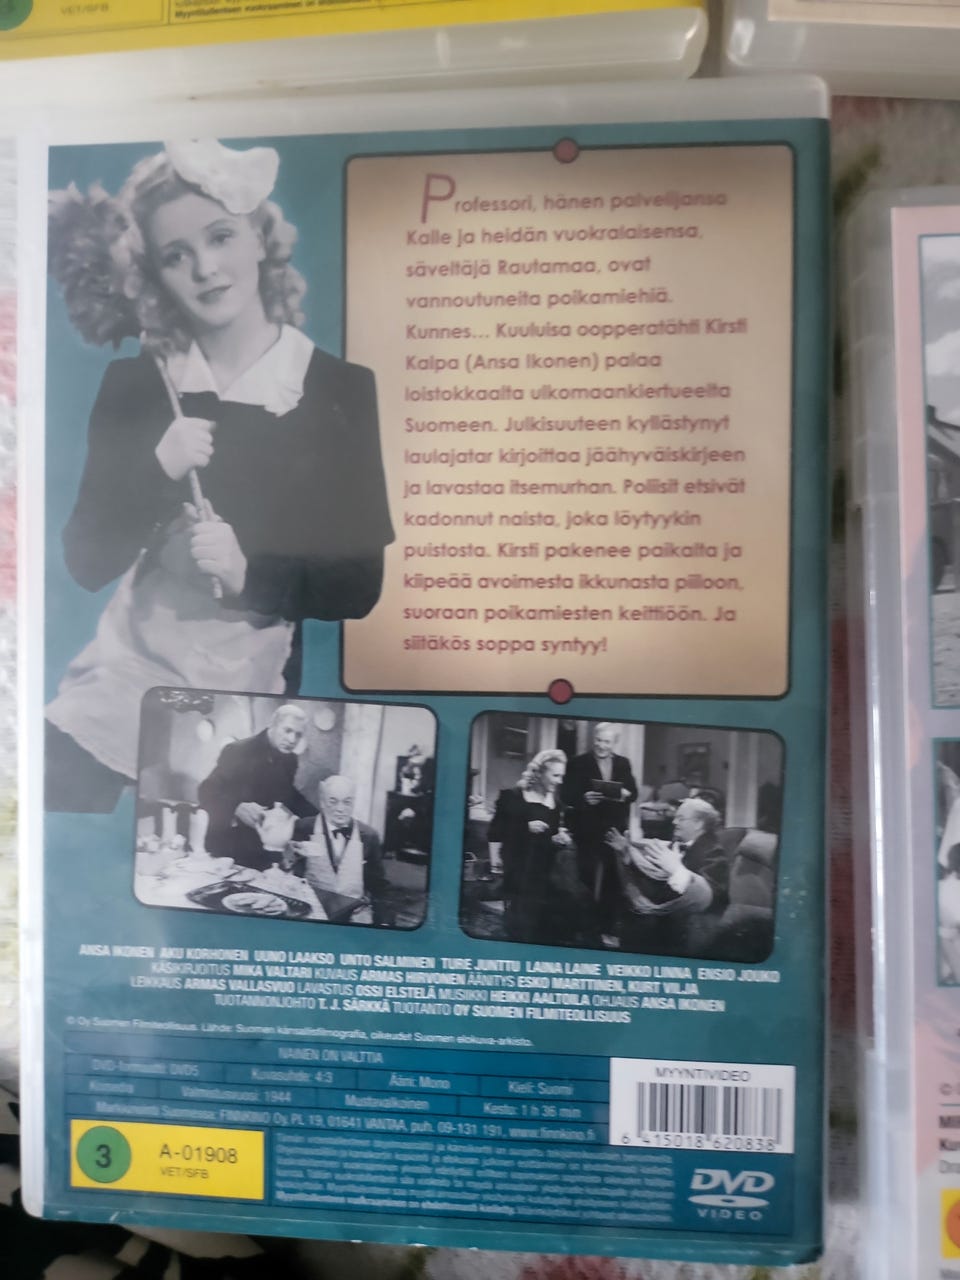 VET/SFB
Professori, hänen palvelijansa
Kalle ja heidän vuokralaisensa,
säveltäjä Rautamaa, ovat
vannoutuneita poikamiehiä.
Kunnes... Kuuluisa oopperatähti Kirsti
Kaipa (Ansa Ikonen) palaa
loistokkaalta ulkomaankiertueelta
Suomeen. Julkisuuteen kyllästynyt
laulajatar kirjoittaa jäähyväiskirjeen
ja lavastaa itsemurhan. Poliisit etsivät
kadonnut naista, joka löytyykin
puistosta. Kirsti pakenee paikalta ja
kiipeää avoimesta ikkunasta piiloon,
suoraan poikamiesten keittiöön. Ja
siitäkös soppa syntyy!
ANSA IKONEN AKU KORHONEN UUNO LAAKSO UNTO SALMINEN TURE JUNTTU LAINA LAINE VEIKKO LINNA ENSIO JOUKO
KÄSIKIRJOITUS MIKA VALTARI KUVAUS ARMAS HIRVONEN ÄÄNITYS ESKO MARTTINEN, KURT VILJA
LEIKKAUS ARMAS VALLASVUO LAVASTUS OSSI ELSTELÄ MUSIIKKI HEIKKI AALTOILA OHJAUS ANSA IKONEN
TUOTANNONJOHTO T. J. SÄRKKÄ TUOTANTO OY SUOMEN FILMITEOLLISUUS
© Oy Suomen Filmiteollisuus. Lähde: Suomen kansallisfilmografia, oikeudet Suomen elokuva-arkisto.
NAINEN ON VALTTIA
DVD-formaatti: DVD5 Kuvasuhde: 4:3 Ääni: Mono Kieli: Suomi
Komedia Valmistusvuosi: 1944 Mustavalkoinen Kesto: 1 h 36 min
Markkinointi Suomessa: FINNKINO Oy, PL 19, 01641 VANTAA, puh. 09-131 191, www.finnkino.fi
MYYNTIVIDEO
6 415018 620838
3
A-01908
VET/SFB
DVD
VIDEO